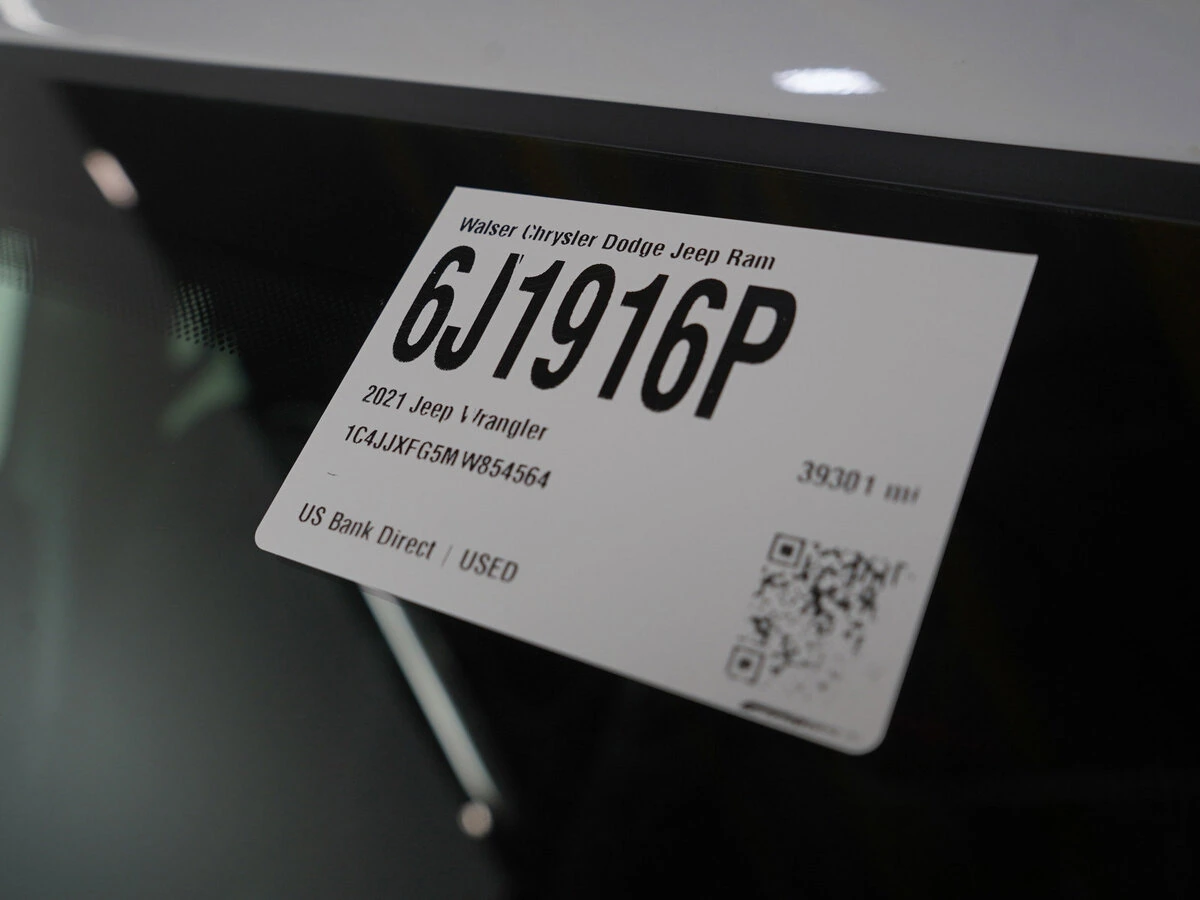 Walser Chrysler Dodge Jeep Ram
6J1916P
2021 Jeep Wrangler
1C4JJXFG5MW854564
39301 mi
US Bank Direct | USED